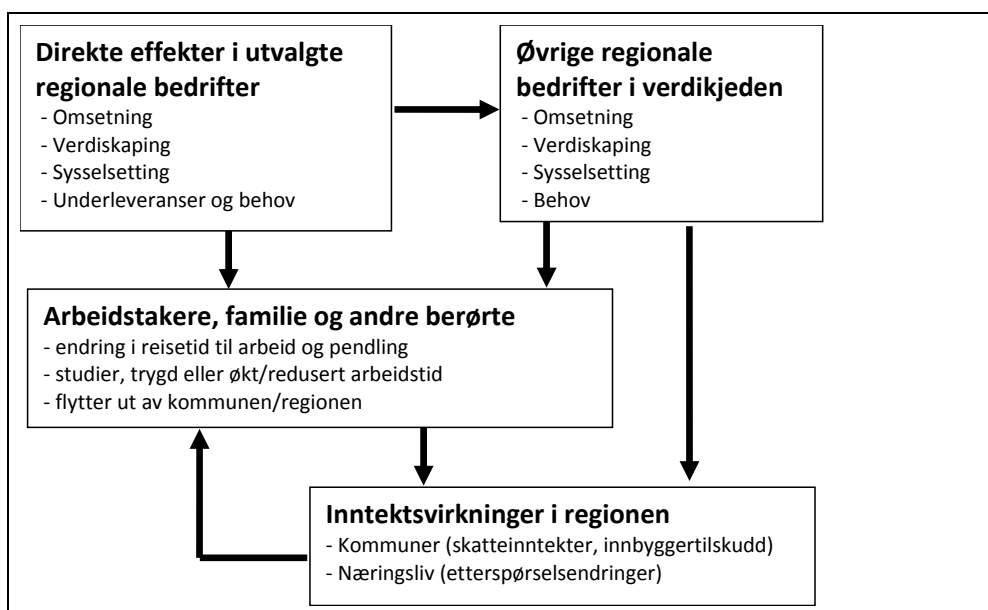 Direkte effekter i utvalgte
regionale bedrifter
- Omsetning
- Verdiskaping
- Sysselsetting
- Underleveranser og behov
Øvrige regionale
bedrifter i verdikjeden
- Omsetning
- Verdiskaping
- Sysselsetting
- Behov
Arbeidstakere, familie og andre berørte
- endring i reisetid til arbeid og pendling
- studier, trygd eller økt/redusert arbeidstid
- flytter ut av kommunen/regionen
Inntektsvirkninger i regionen
- Kommuner (skatteinntekter, innbyggertilskudd)
- Næringsliv (etterspørselsendringer)